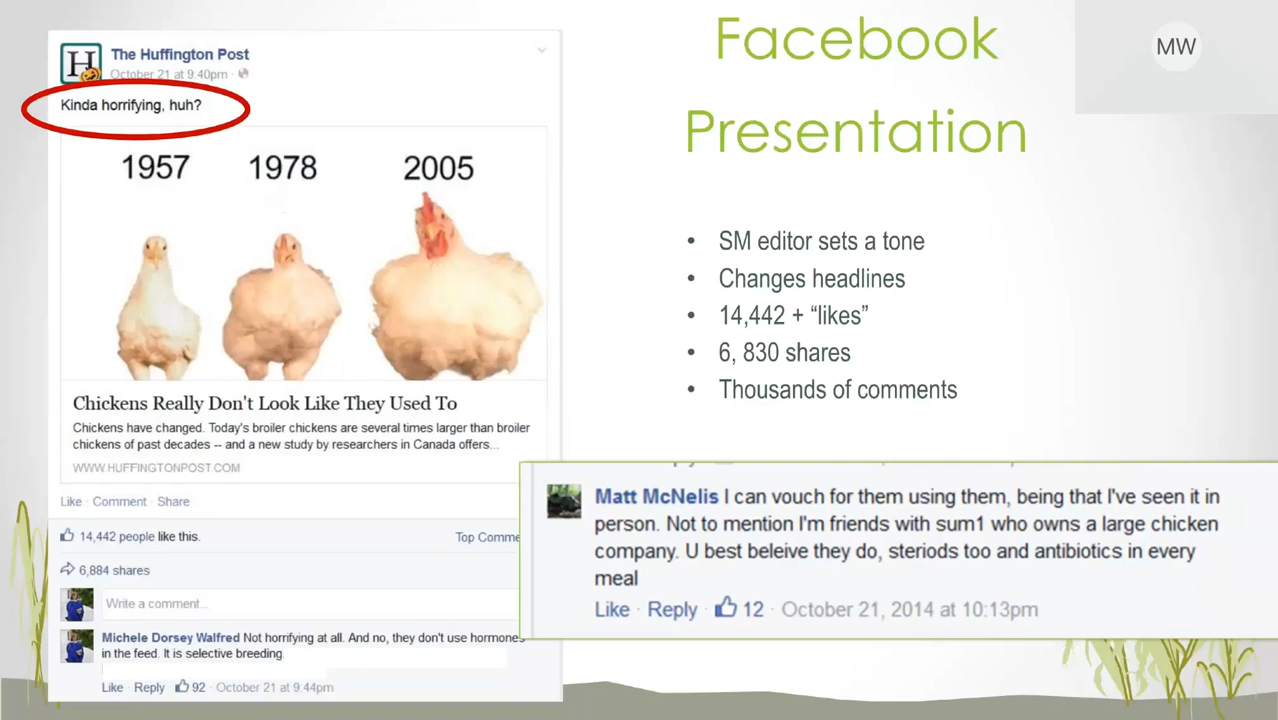 Facebook
Presentation
MW
The Huffington Post
October 21 at 9:40pm ·
Kinda horrifying, huh?
1957 1978 2005
Chickens Really Don't Look Like They Used To
Chickens have changed. Today's broiler chickens are several times larger than broiler
chickens of past decades -- and a new study by researchers in Canada offers...
WWW.HUFFINGTONPOST.COM
Like · Comment · Share
14,442 people like this.
Top Comme
6,884 shares
Write a comment...
Michele Dorsey Walfred Not horrifying at all. And no, they don't use hormones
in the feed. It is selective breeding.
Like · Reply · 92 · October 21 at 9:44pm
• SM editor sets a tone
• Changes headlines
• 14,442 + “likes”
• 6, 830 shares
• Thousands of comments
Matt McNelis I can vouch for them using them, being that I've seen it in
person. Not to mention I'm friends with sum1 who owns a large chicken
company. U best beleive they do, steriods too and antibiotics in every
meal
Like · Reply · 12 · October 21, 2014 at 10:13pm